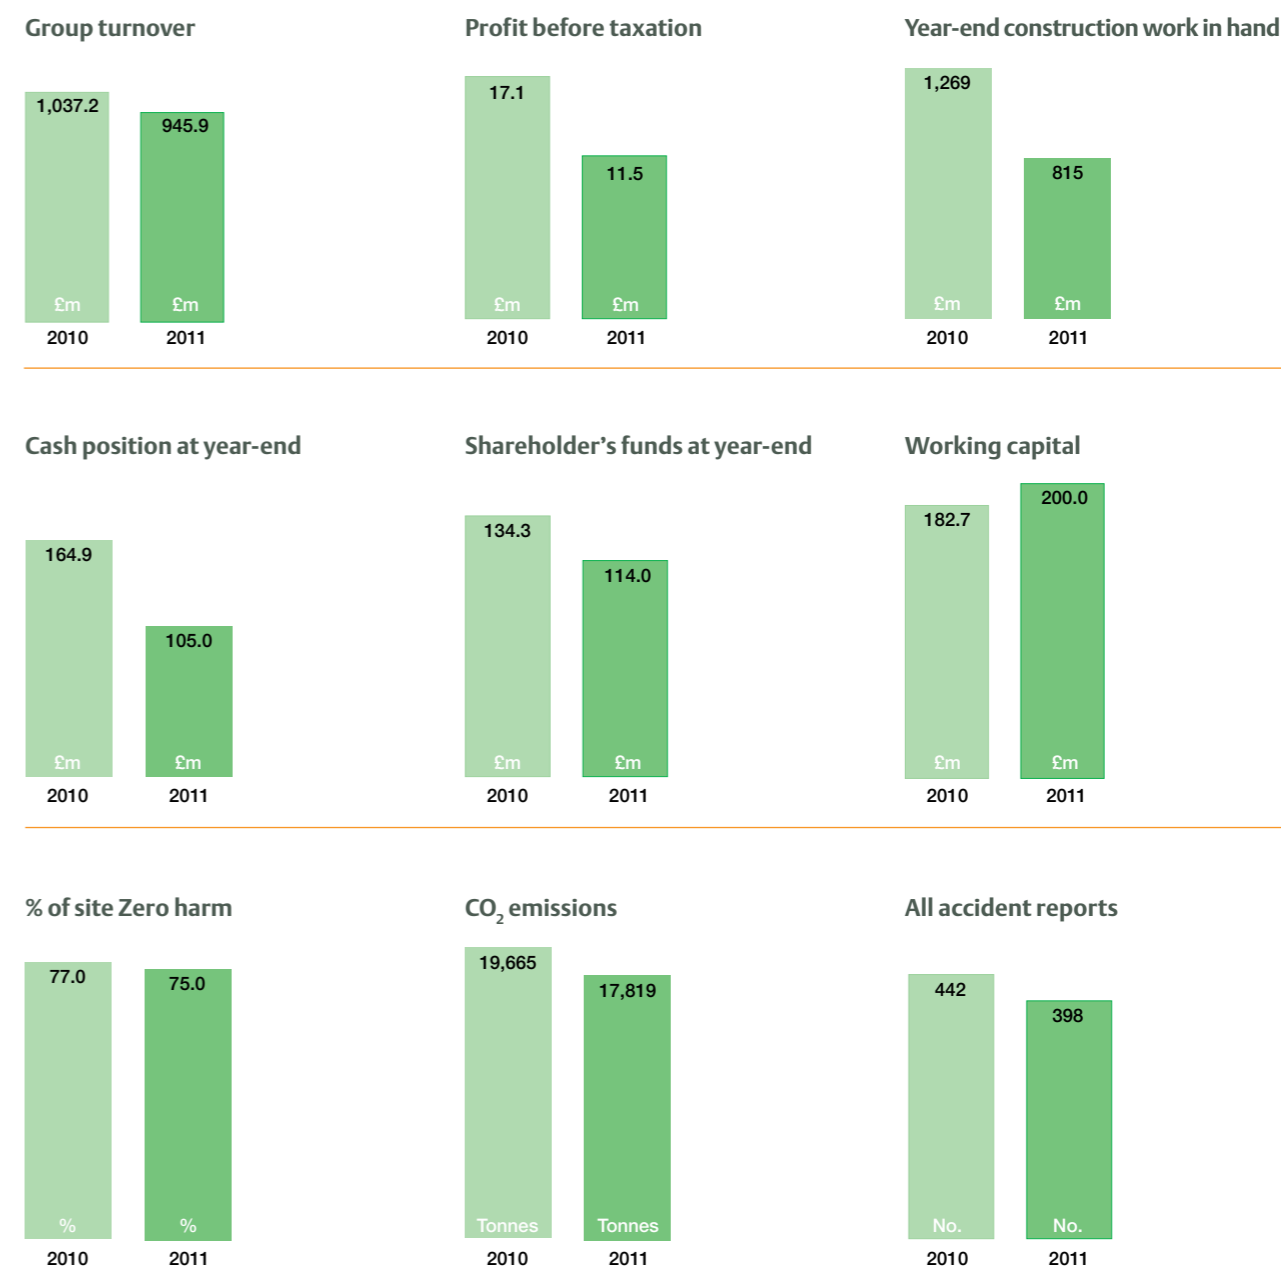 Group turnover
Profit before taxation
Year-end construction work in hand
1,037.2
945.9
17.1
11.5
1,269
815
£m
£m
£m
£m
£m
£m
2010
2011
2010
2011
2010
2011
Cash position at year-end
Shareholder’s funds at year-end
Working capital
164.9
105.0
134.3
114.0
182.7
200.0
£m
£m
£m
£m
£m
£m
2010
2011
2010
2011
2010
2011
% of site Zero harm
CO₂ emissions
All accident reports
77.0
75.0
19,665
17,819
442
398
%
%
Tonnes
Tonnes
No.
No.
2010
2011
2010
2011
2010
2011